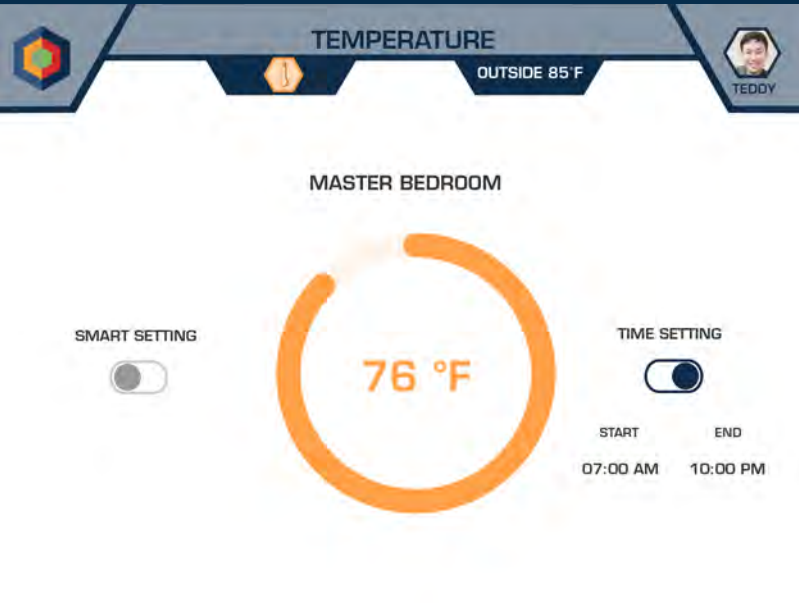 TEMPERATURE
OUTSIDE 85°F
TEDDY
MASTER BEDROOM
SMART SETTING
TIME SETTING
76 °F
START END
07:00 AM 10:00 PM